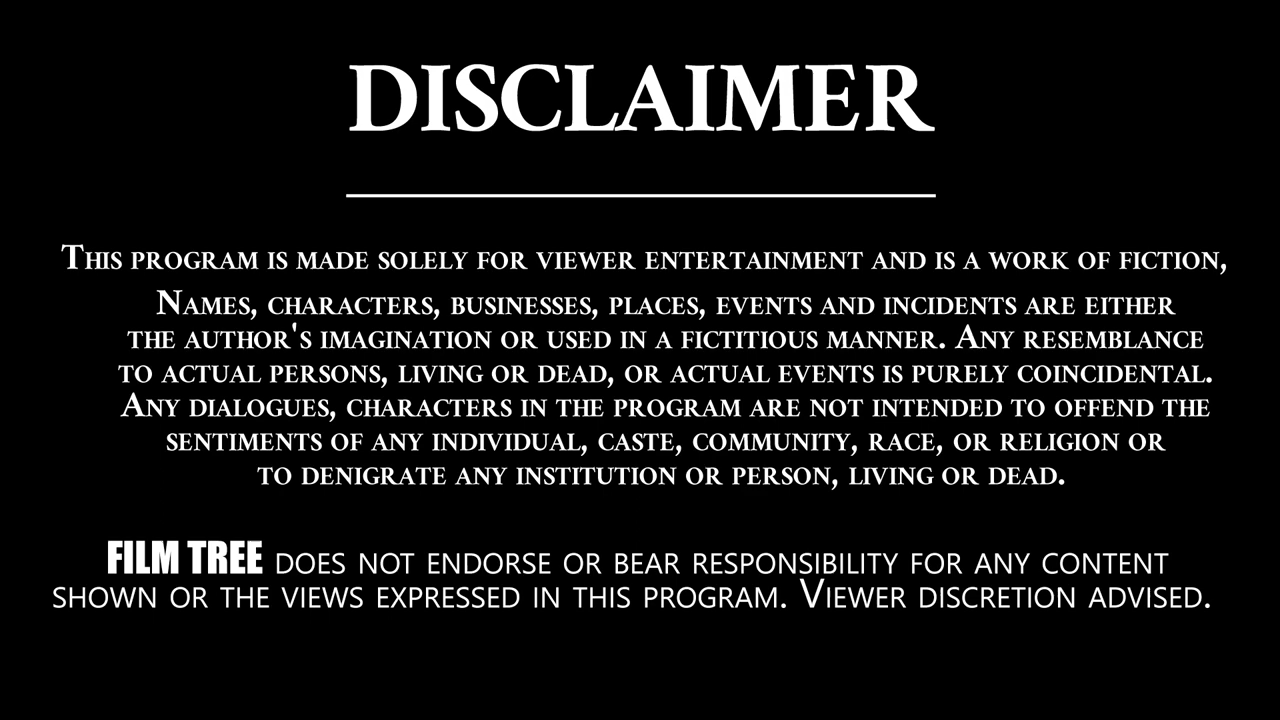 DISCLAIMER
THIS PROGRAM IS MADE SOLELY FOR VIEWER ENTERTAINMENT AND IS A WORK OF FICTION,
NAMES, CHARACTERS, BUSINESSES, PLACES, EVENTS AND INCIDENTS ARE EITHER
THE AUTHOR'S IMAGINATION OR USED IN A FICTITIOUS MANNER. ANY RESEMBLANCE
TO ACTUAL PERSONS, LIVING OR DEAD, OR ACTUAL EVENTS IS PURELY COINCIDENTAL.
ANY DIALOGUES, CHARACTERS IN THE PROGRAM ARE NOT INTENDED TO OFFEND THE
SENTIMENTS OF ANY INDIVIDUAL, CASTE, COMMUNITY, RACE, OR RELIGION OR
TO DENIGRATE ANY INSTITUTION OR PERSON, LIVING OR DEAD.
FILM TREE DOES NOT ENDORSE OR BEAR RESPONSIBILITY FOR ANY CONTENT
SHOWN OR THE VIEWS EXPRESSED IN THIS PROGRAM. VIEWER DISCRETION ADVISED.